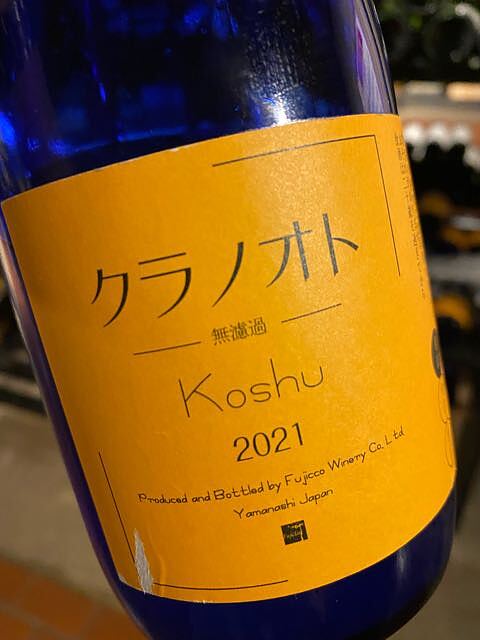 クラノオト
無濾過
Koshu
2021
Produced and Bottled by Fujicco Winery Co., Ltd
Yamanashi Japan